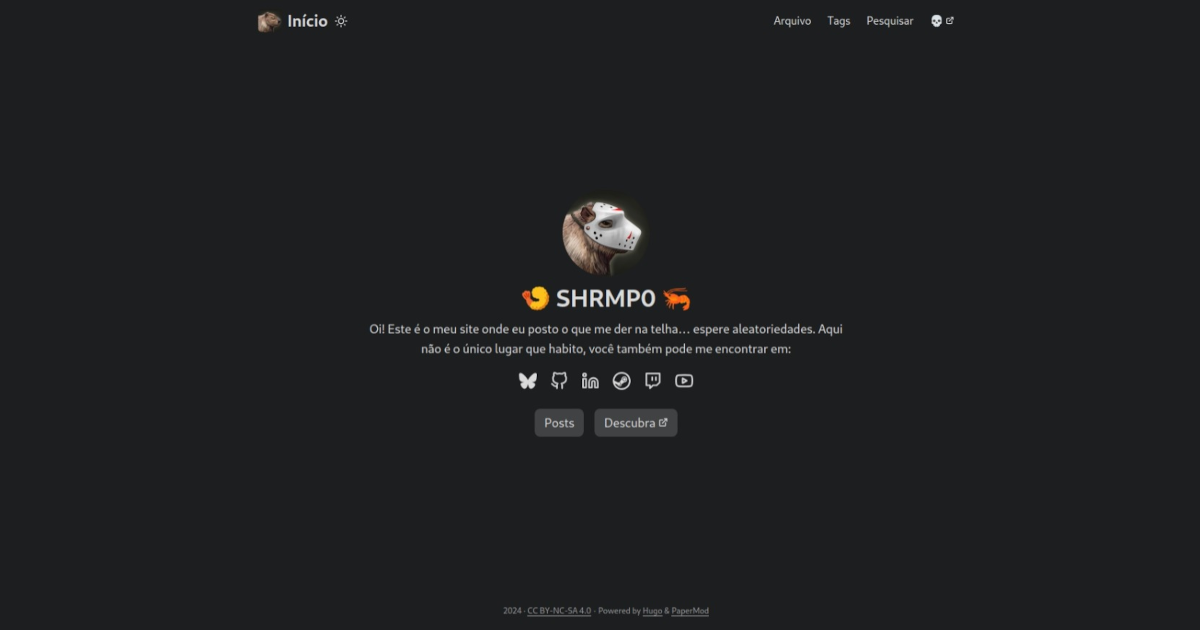 Início
Arquivo Tags Pesquisar
SHRMP0
Oi! Este é o meu site onde eu posto o que me der na telha… espere aleatoriedades. Aqui
não é o único lugar que habito, você também pode me encontrar em:
Posts Descubra
2024 · CC BY-NC-SA 4.0 · Powered by Hugo & PaperMod